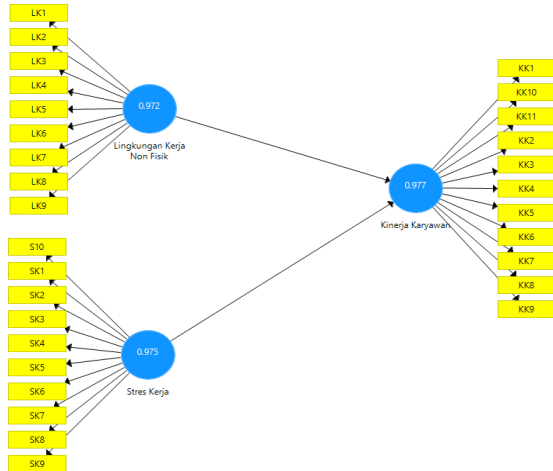 LK1
LK2
LK3
LK4
LK5
LK6
LK7
LK8
LK9
0.972
Lingkungan Kerja
Non Fisik
S10
SK1
SK2
SK3
SK4
SK5
SK6
SK7
SK8
SK9
0.975
Stres Kerja
0.977
Kinerja Karyawan
KK1
KK10
KK11
KK2
KK3
KK4
KK5
KK6
KK7
KK8
KK9